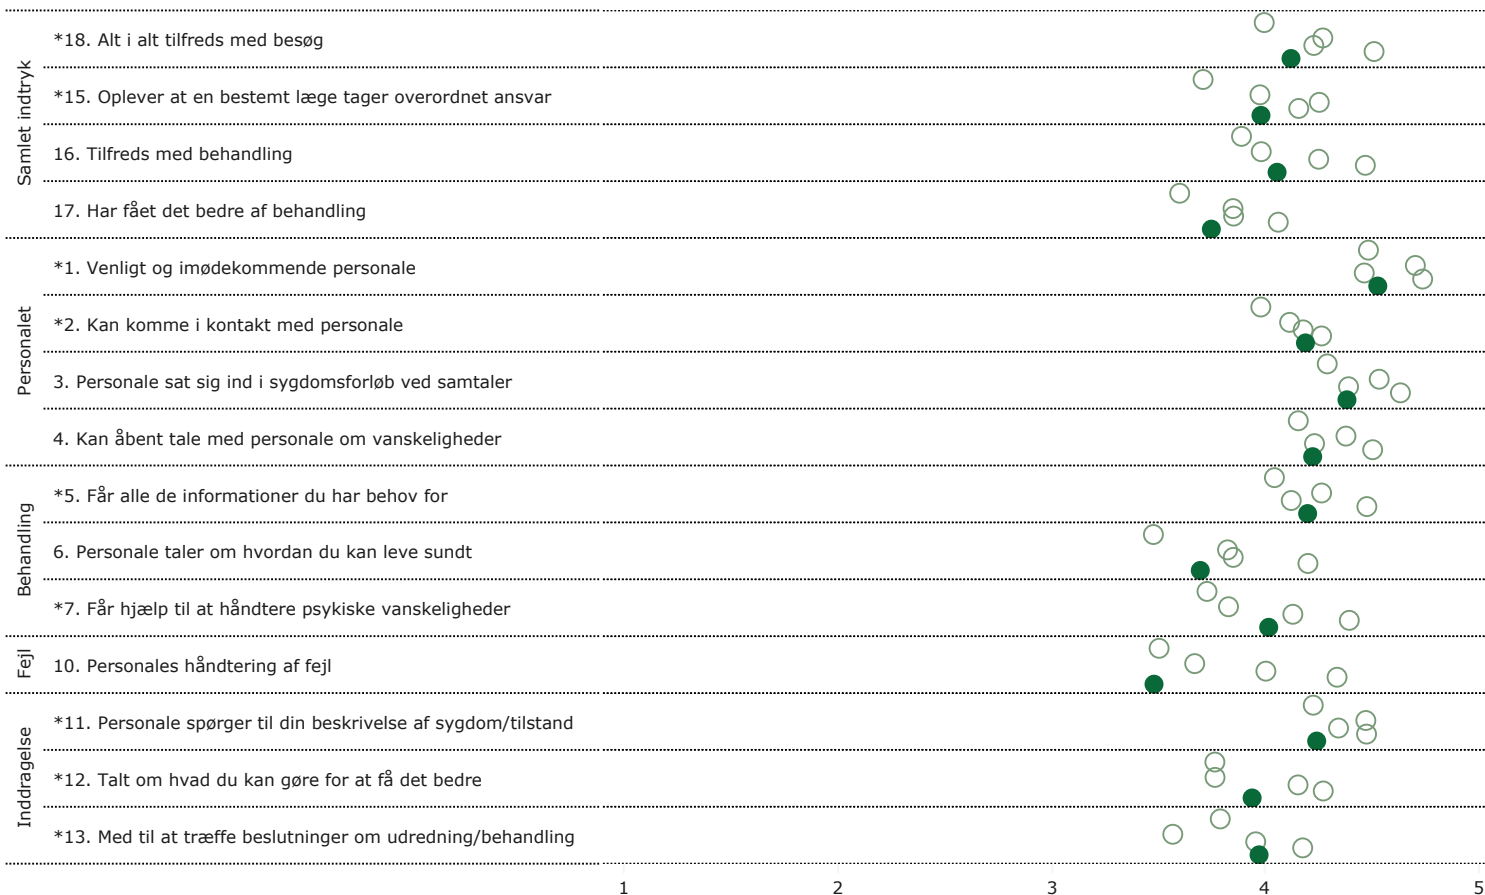 Samlet indtryk
*18. Alt i alt tilfreds med besøg
*15. Oplever at en bestemt læge tager overordnet ansvar
16. Tilfreds med behandling
17. Har fået det bedre af behandling
Personalet
*1. Venligt og imødekommende personale
*2. Kan komme i kontakt med personale
3. Personale sat sig ind i sygdomsforløb ved samtaler
4. Kan åbent tale med personale om vanskeligheder
Behandling
*5. Får alle de informationer du har behov for
6. Personale taler om hvordan du kan leve sundt
*7. Får hjælp til at håndtere psykiske vanskeligheder
Fejl
10. Personales håndtering af fejl
Inddragelse
*11. Personale spørger til din beskrivelse af sygdom/tilstand
*12. Talt om hvad du kan gøre for at få det bedre
*13. Med til at træffe beslutninger om udredning/behandling
1 2 3 4 5